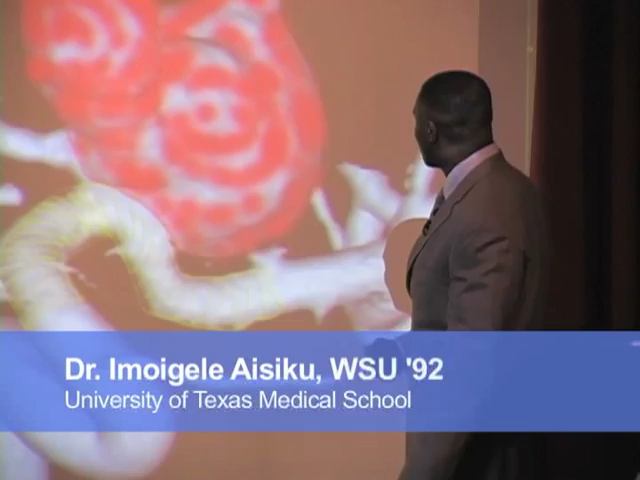 Dr. Imoigele Aisiku, WSU '92
University of Texas Medical School